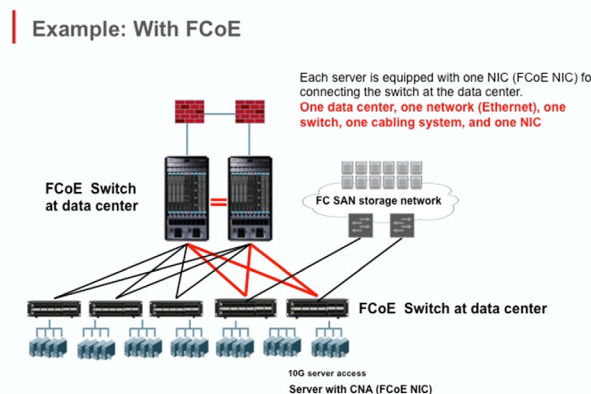 Example: With FCoE
Each server is equipped with one NIC (FCoE NIC) fo
connecting the switch at the data center.
One data center, one network (Ethernet), one
switch, one cabling system, and one NIC
FCoE Switch
at data center
FC SAN storage network
FCoE Switch at data center
10G server access
Server with CNA (FCoE NIC)